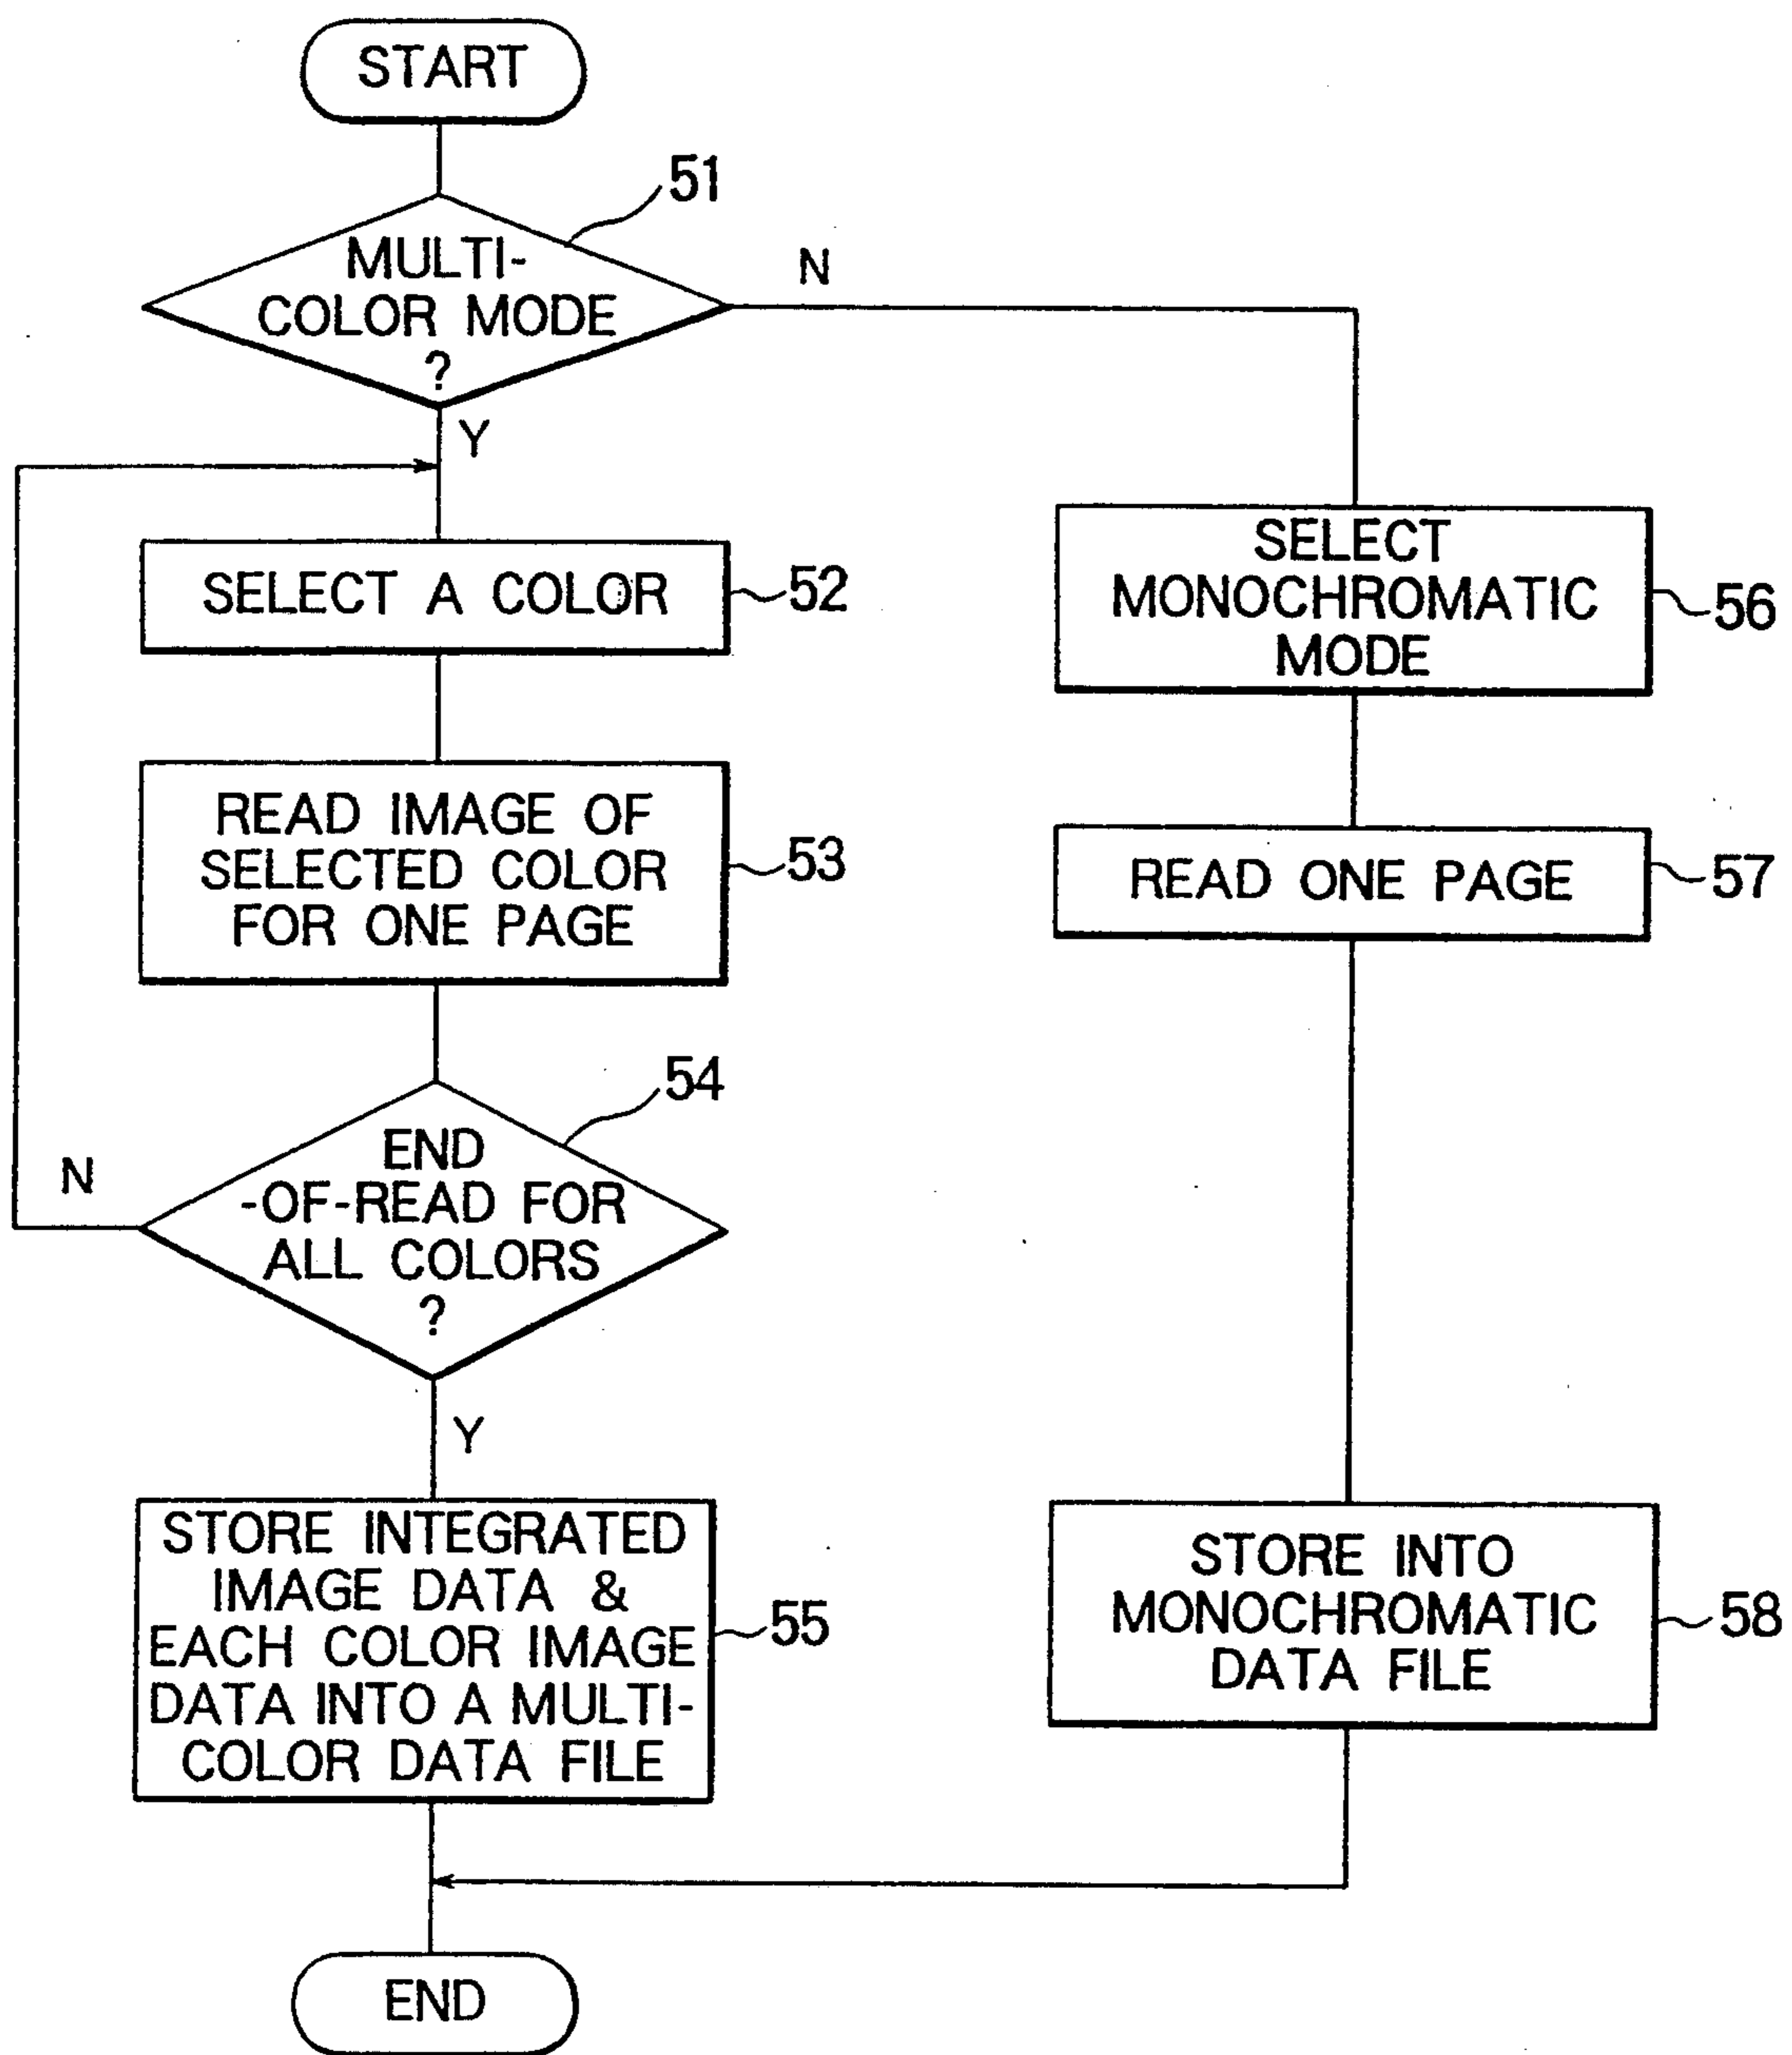 START
51
MULTI-
COLOR MODE
?
N
Y
SELECT A COLOR
52
READ IMAGE OF
SELECTED COLOR
FOR ONE PAGE
53
54
END
-OF-READ FOR
ALL COLORS
?
N
Y
STORE INTEGRATED
IMAGE DATA &
EACH COLOR IMAGE
DATA INTO A MULTI-
COLOR DATA FILE
55
SELECT
MONOCHROMATIC
MODE
56
READ ONE PAGE
57
STORE INTO
MONOCHROMATIC
DATA FILE
58
END